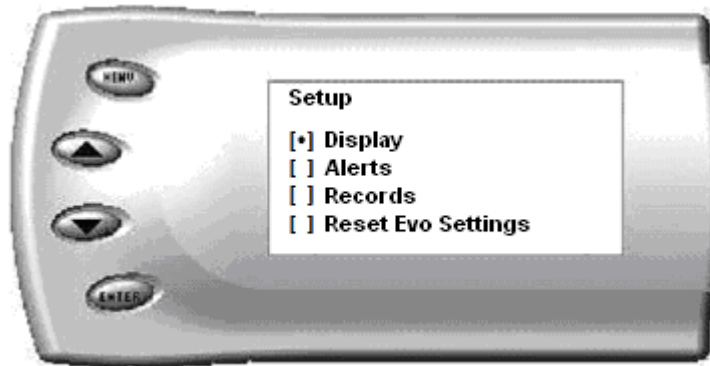 MENU
Setup
[•] Display
[ ] Alerts
[ ] Records
[ ] Reset Evo Settings
ENTER